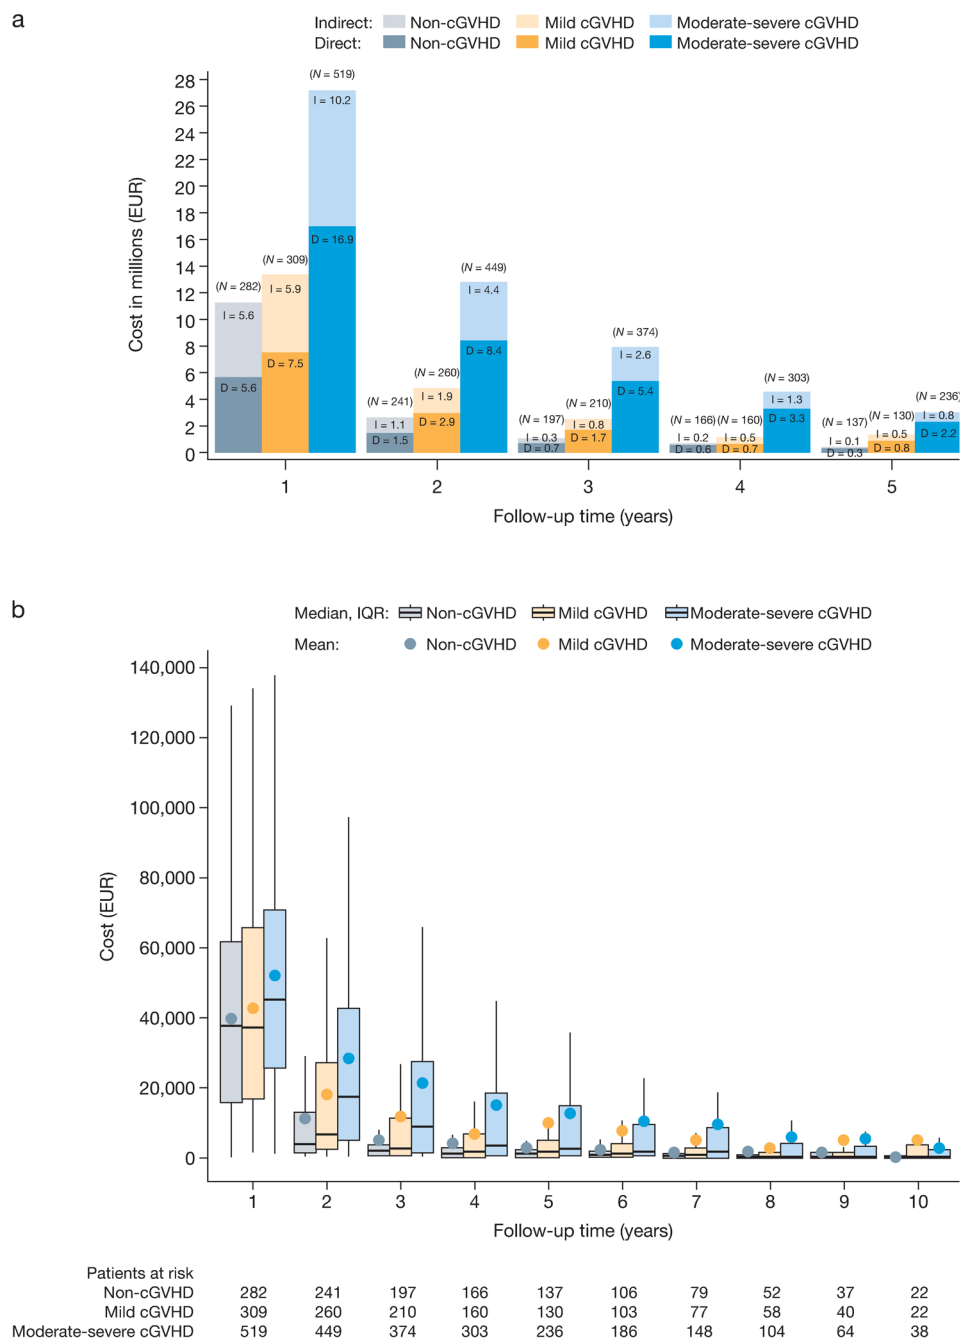 a
Indirect: Non-cGVHD Mild cGVHD Moderate-severe cGVHD
Direct: Non-cGVHD Mild cGVHD Moderate-severe cGVHD
Cost in millions (EUR)
28
26
24
22
20
18
16
14
12
10
8
6
4
2
0
(N = 282)
I = 5.6
D = 5.6
(N = 309)
I = 5.9
D = 7.5
(N = 519)
I = 10.2
D = 16.9
(N = 241)
I = 1.1
D = 1.5
(N = 260)
I = 1.9
D = 2.9
(N = 449)
I = 4.4
D = 8.4
(N = 197)
I = 0.3
D = 0.7
(N = 210)
I = 0.8
D = 1.7
(N = 374)
I = 2.6
D = 5.4
(N = 166)
I = 0.2
D = 0.6
(N = 160)
I = 0.5
D = 0.7
(N = 303)
I = 1.3
D = 3.3
(N = 137)
I = 0.1
D = 0.3
(N = 130)
I = 0.5
D = 0.8
(N = 236)
I = 0.8
D = 2.2
1 2 3 4 5
Follow-up time (years)
b
Median, IQR: Non-cGVHD Mild cGVHD Moderate-severe cGVHD
Mean: Non-cGVHD Mild cGVHD Moderate-severe cGVHD
Cost (EUR)
140,000
120,000
100,000
80,000
60,000
40,000
20,000
0
1 2 3 4 5 6 7 8 9 10
Follow-up time (years)
Patients at risk
Non-cGVHD 282 241 197 166 137 106 79 52 37 22
Mild cGVHD 309 260 210 160 130 103 77 58 40 22
Moderate-severe cGVHD 519 449 374 303 236 186 148 104 64 38